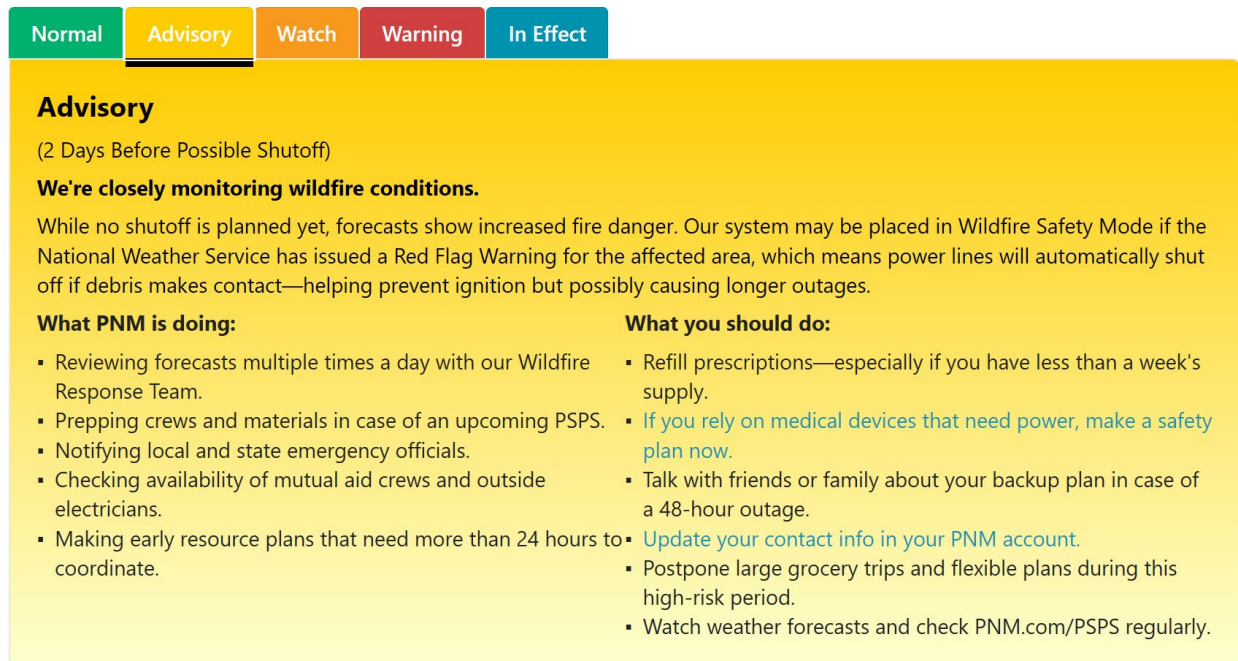 Normal
Advisory
Watch
Warning
In Effect
Advisory
(2 Days Before Possible Shutoff)
We're closely monitoring wildfire conditions.
While no shutoff is planned yet, forecasts show increased fire danger. Our system may be placed in Wildfire Safety Mode if the
National Weather Service has issued a Red Flag Warning for the affected area, which means power lines will automatically shut
off if debris makes contact—helping prevent ignition but possibly causing longer outages.
What PNM is doing:
▪ Reviewing forecasts multiple times a day with our Wildfire
Response Team.
▪ Prepping crews and materials in case of an upcoming PSPS.
▪ Notifying local and state emergency officials.
▪ Checking availability of mutual aid crews and outside
electricians.
▪ Making early resource plans that need more than 24 hours to
coordinate.
What you should do:
▪ Refill prescriptions—especially if you have less than a week's
supply.
▪ If you rely on medical devices that need power, make a safety
plan now.
▪ Talk with friends or family about your backup plan in case of
a 48-hour outage.
▪ Update your contact info in your PNM account.
▪ Postpone large grocery trips and flexible plans during this
high-risk period.
▪ Watch weather forecasts and check PNM.com/PSPS regularly.